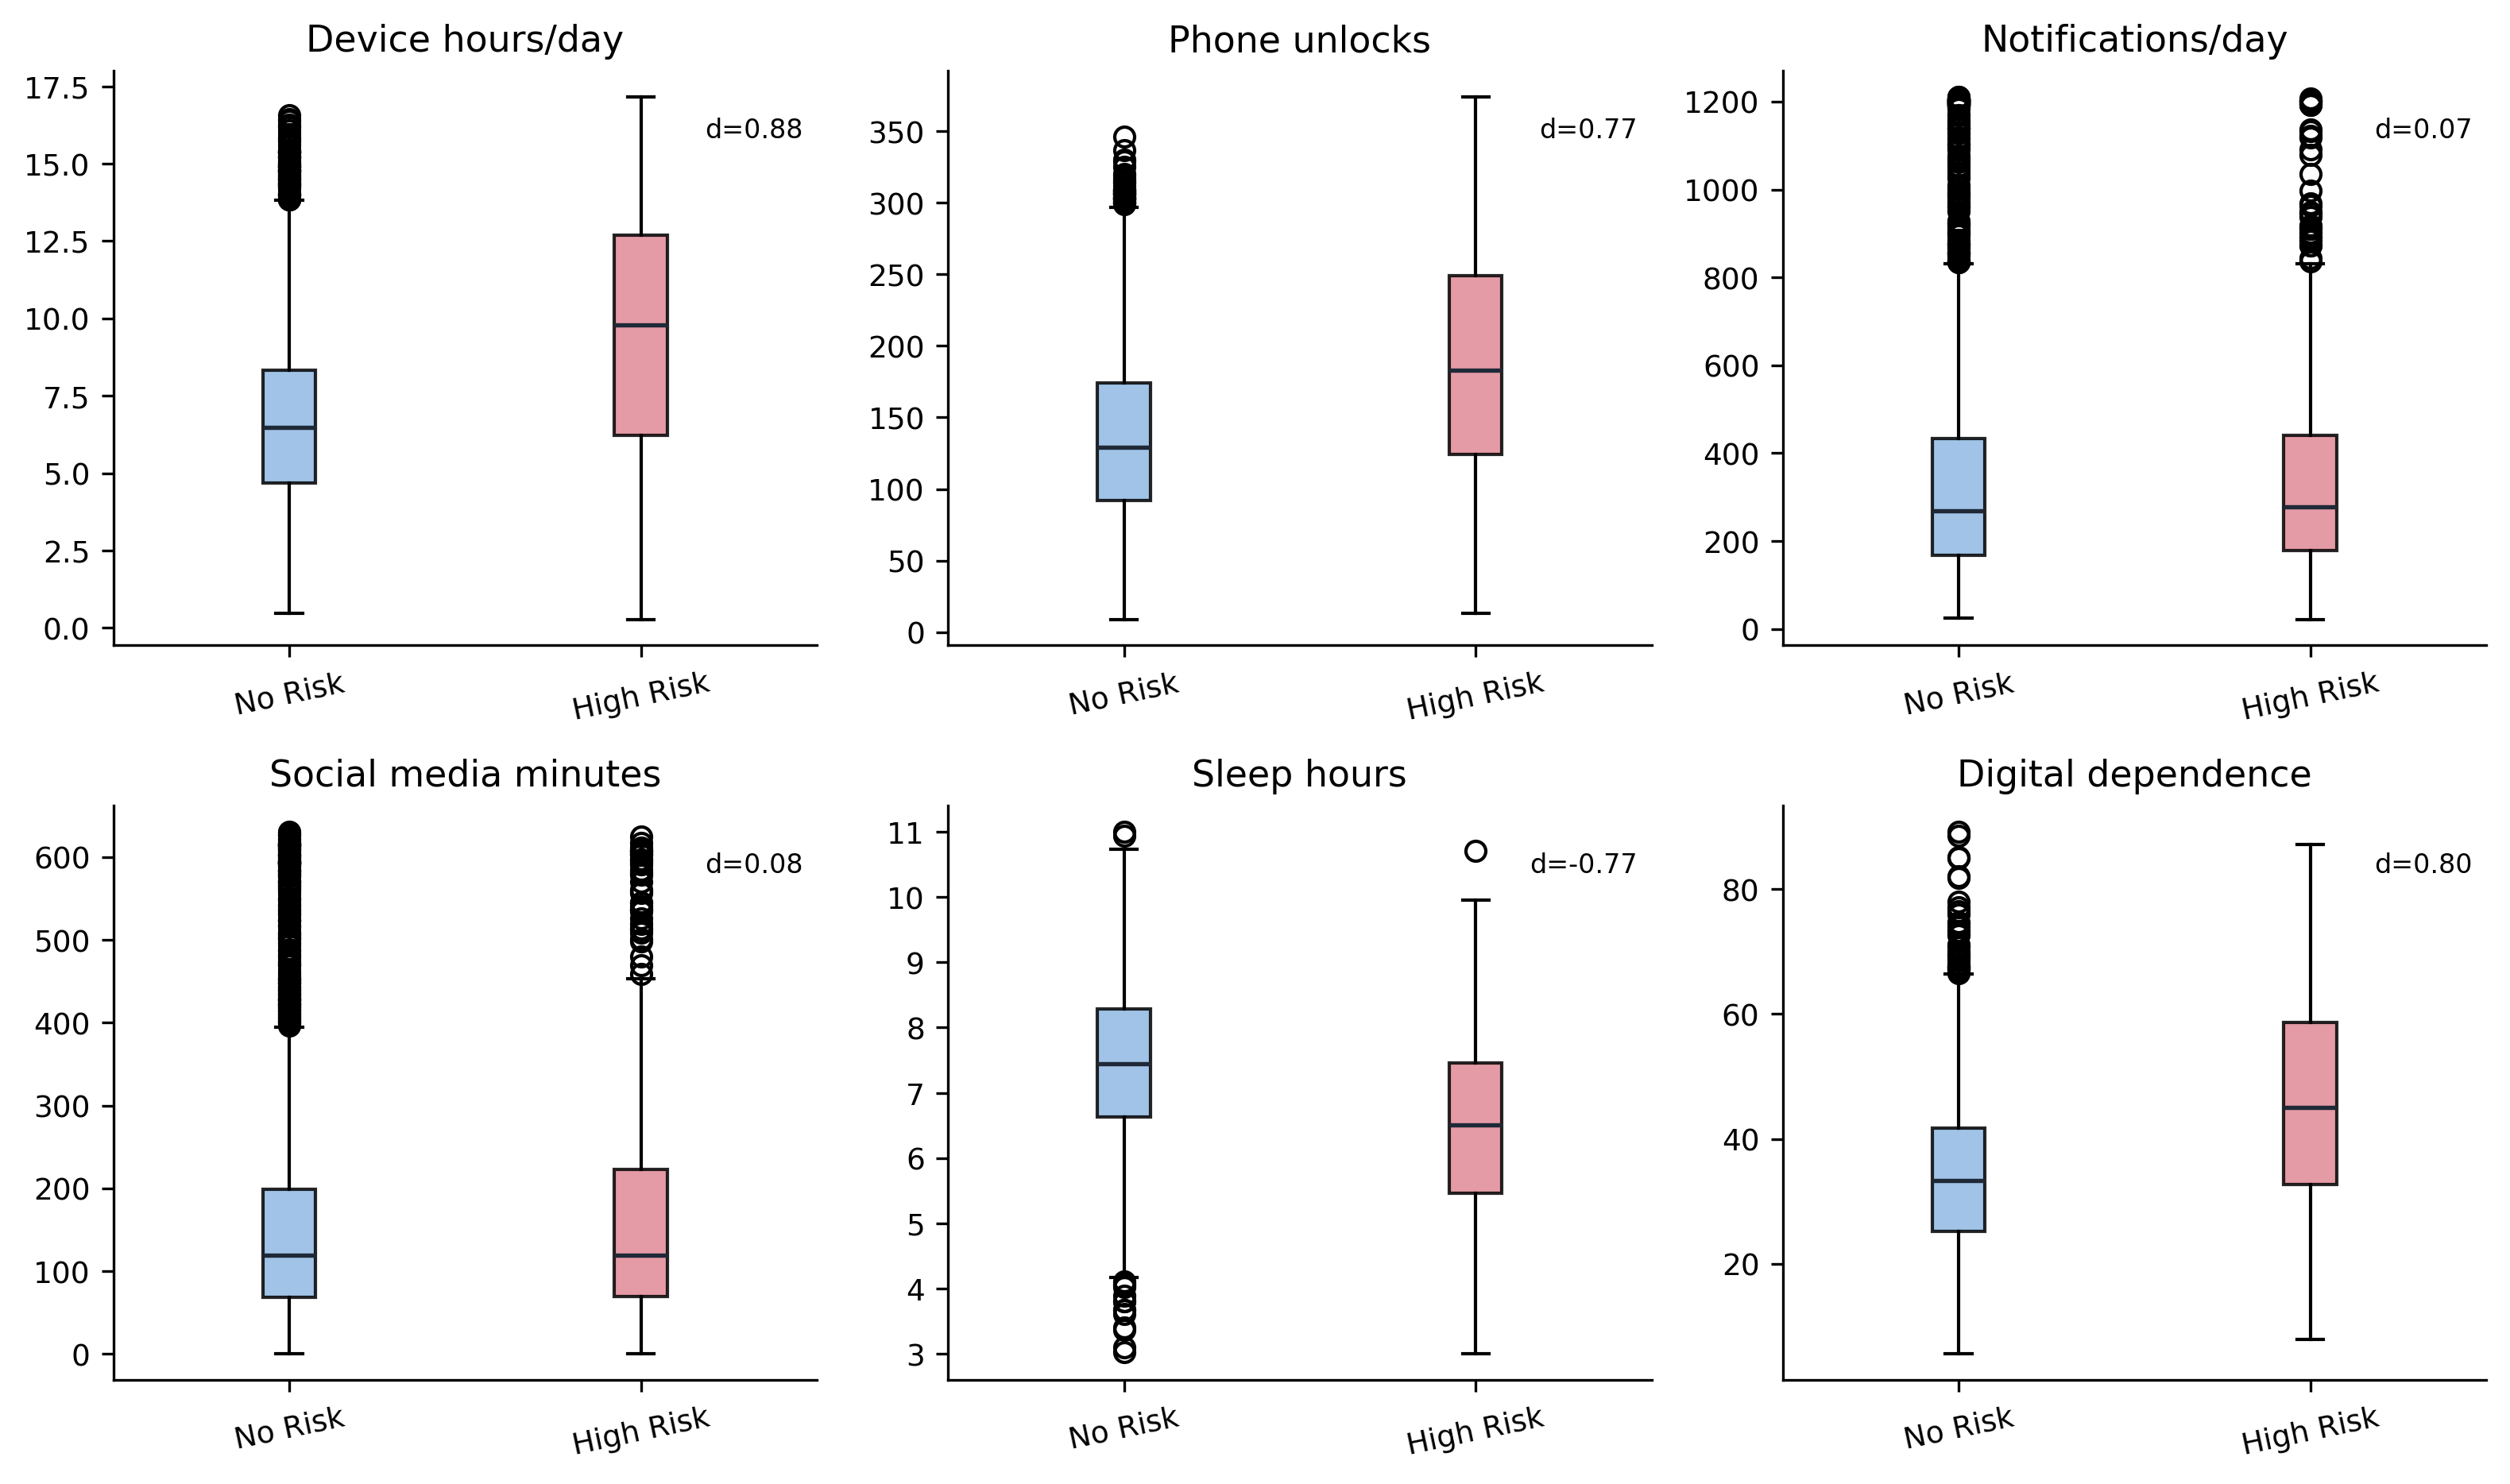 Device hours/day
17.5
15.0
12.5
10.0
7.5
5.0
2.5
0.0
d=0.88
No Risk
High Risk
Phone unlocks
350
300
250
200
150
100
50
0
d=0.77
No Risk
High Risk
Notifications/day
1200
1000
800
600
400
200
0
d=0.07
No Risk
High Risk
Social media minutes
600
500
400
300
200
100
0
d=0.08
No Risk
High Risk
Sleep hours
11
10
9
8
7
6
5
4
3
d=-0.77
No Risk
High Risk
Digital dependence
80
60
40
20
d=0.80
No Risk
High Risk